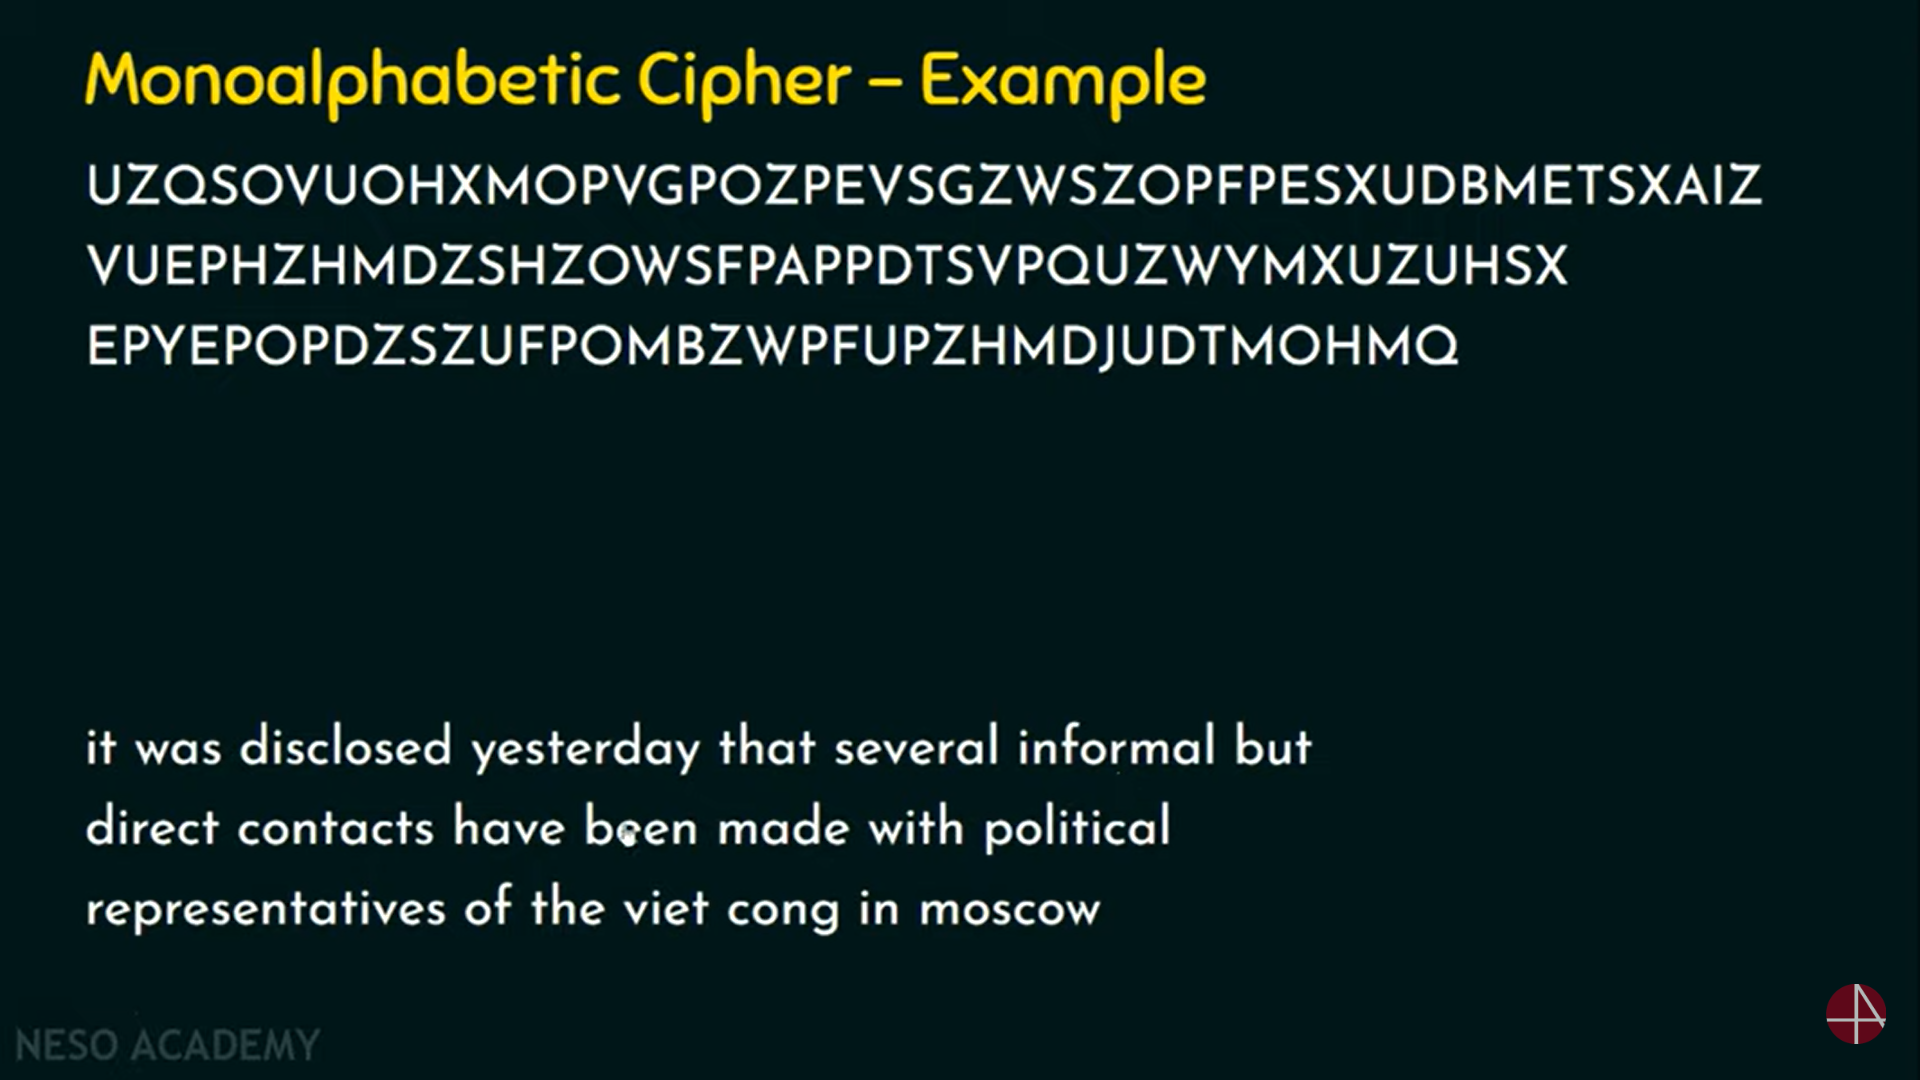 Monoalphabetic Cipher – Example
UZQSOVUOHXMOPVGPOZPEVSGZWSZOPFPESXUDBMETSXAIZ
VUEPHZHMDZSHZOWSFPAPPDTSVPQUZWYMXUZUHSX
EPYEPOPDZSZUFPOMBZWPFUPZHMDJUDTMOHMQ
it was disclosed yesterday that several informal but
direct contacts have been made with political
representatives of the viet cong in moscow
NESO ACADEMY